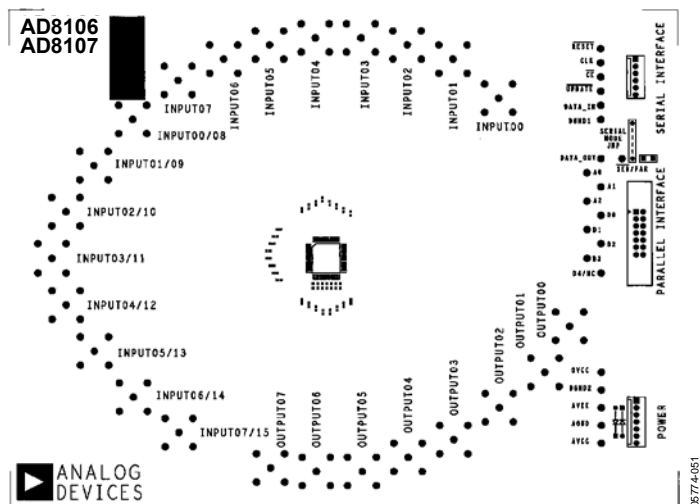 AD8106
AD8107
INPUT07
INPUT06
INPUT05
INPUT04
INPUT03
INPUT02
INPUT01
INPUT00
INPUT00/08
INPUT01/09
INPUT02/10
INPUT03/11
INPUT04/12
INPUT05/13
INPUT06/14
INPUT07/15
OUTPUT07
OUTPUT06
OUTPUT05
OUTPUT04
OUTPUT03
OUTPUT02
OUTPUT01
OUTPUT00
RESET
CLK
CE
UPDATE
DATA_IN
DGND1
SERIAL
MODE
JMP
DATA_OUT
SER/PAR
A0
A1
A2
D0
D1
D2
D3
D4/NC
SERIAL INTERFACE
PARALLEL INTERFACE
DVCC
DGND2
AVEE
AGND
AVCC
POWER
ANALOG
DEVICES
05774-051